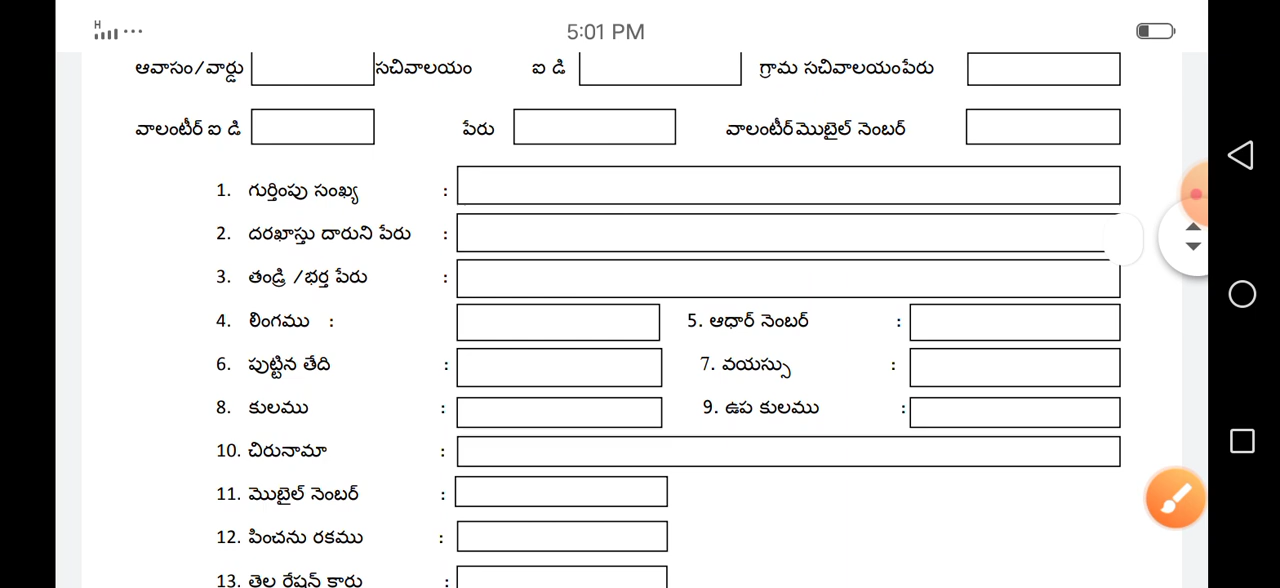 H
5:01 PM
ఆవాసం/వార్డు సచివాలయం ఐ డి గ్రామ సచివాలయంపేరు
వాలంటీర్ ఐ డి పేరు వాలంటీర్ మొబైల్ నెంబర్
1. గుర్తింపు సంఖ్య :
2. దరఖాస్తు దారుని పేరు :
3. తండ్రి /భర్త పేరు :
4. లింగము : 5. ఆధార్ నెంబర్ :
6. పుట్టిన తేది : 7. వయస్సు :
8. కులము : 9. ఉప కులము :
10. చిరునామా :
11. మొబైల్ నెంబర్ :
12. పించను రకము :
13. తెల్ల రేషన్ కార్డు :